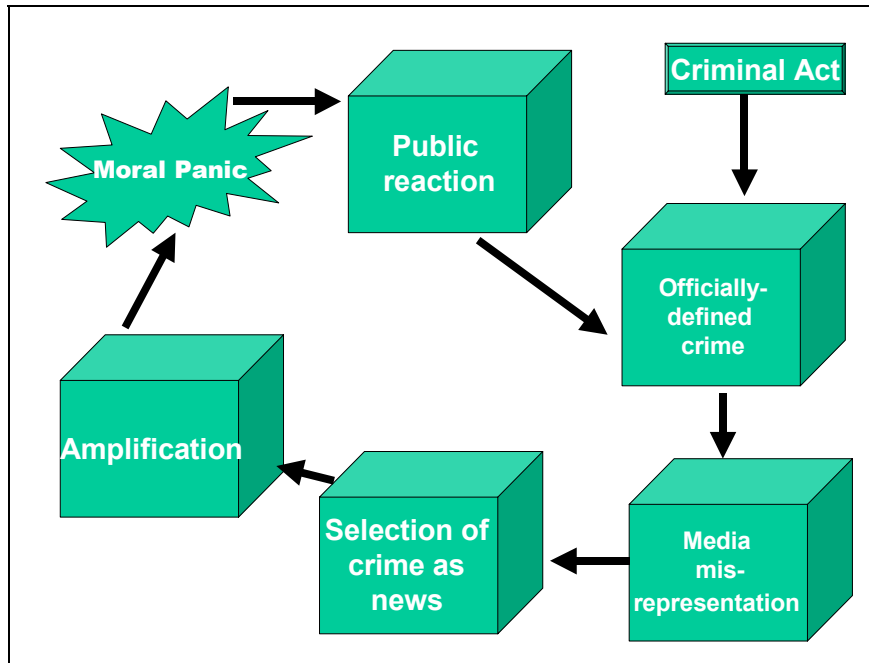 Criminal Act
Public
reaction
Moral Panic
Officially-
defined
crime
Amplification
Selection of
crime as
news
Media
mis-
representation